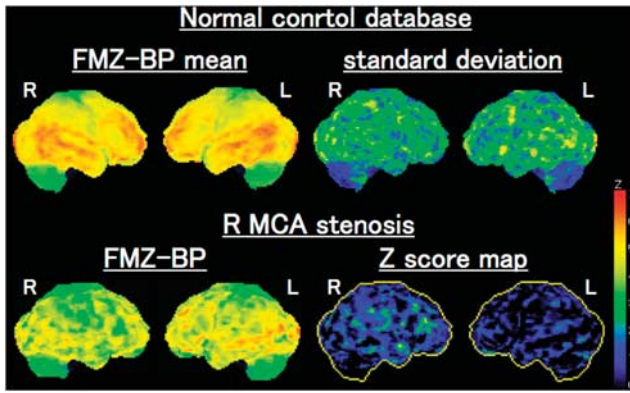 Normal conrtol database
FMZ-BP mean
standard deviation
R
L
R
L
R MCA stenosis
FMZ-BP
Z score map
R
L
R
L
Z